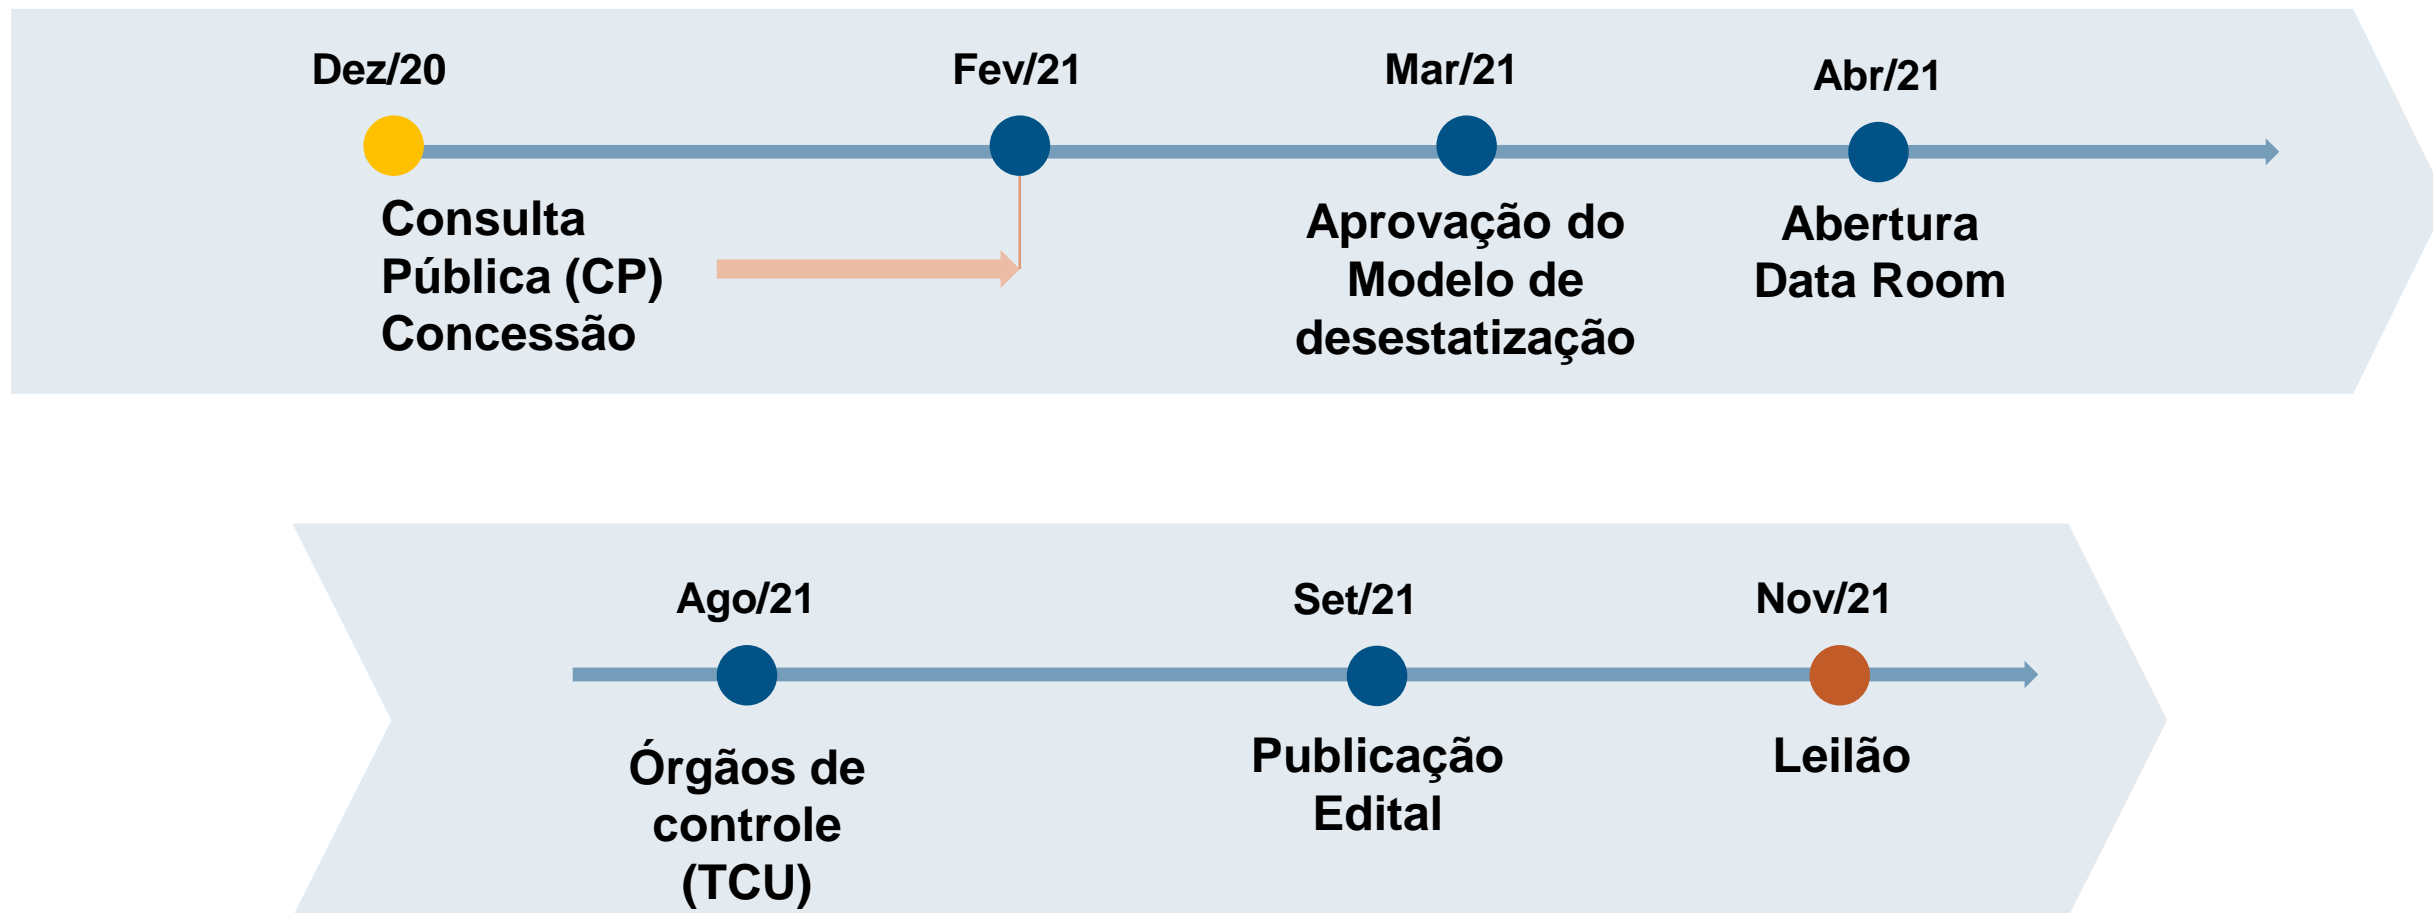 Dez/20
Fev/21
Mar/21
Abr/21
Consulta
Pública (CP)
Concessão
Aprovação do
Modelo de
desestatização
Abertura
Data Room
Ago/21
Set/21
Nov/21
Órgãos de
controle
(TCU)
Publicação
Edital
Leilão